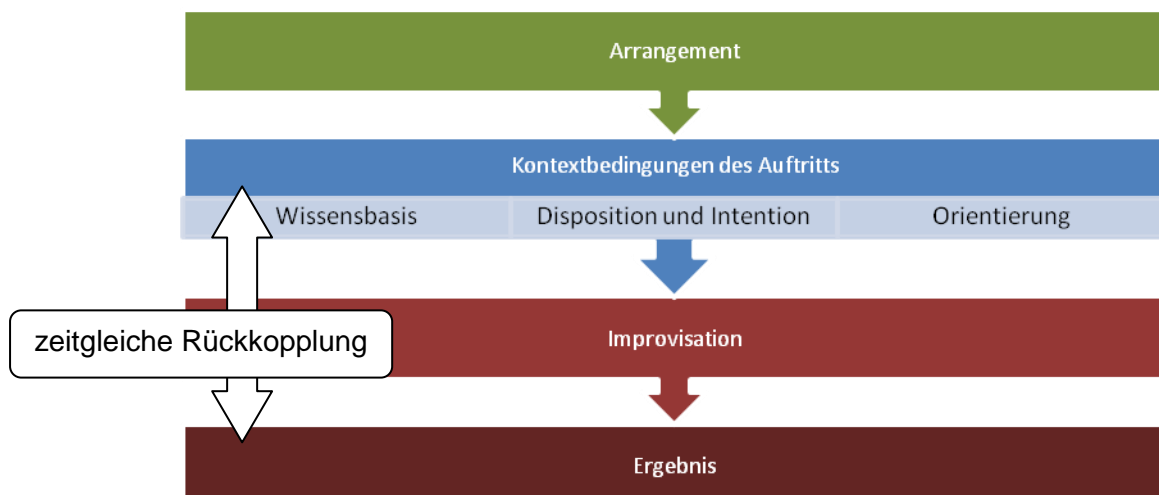 Arrangement
Kontextbedingungen des Auftritts
Wissensbasis
Disposition und Intention
Orientierung
zeitgleiche Rückkopplung
Improvisation
Ergebnis